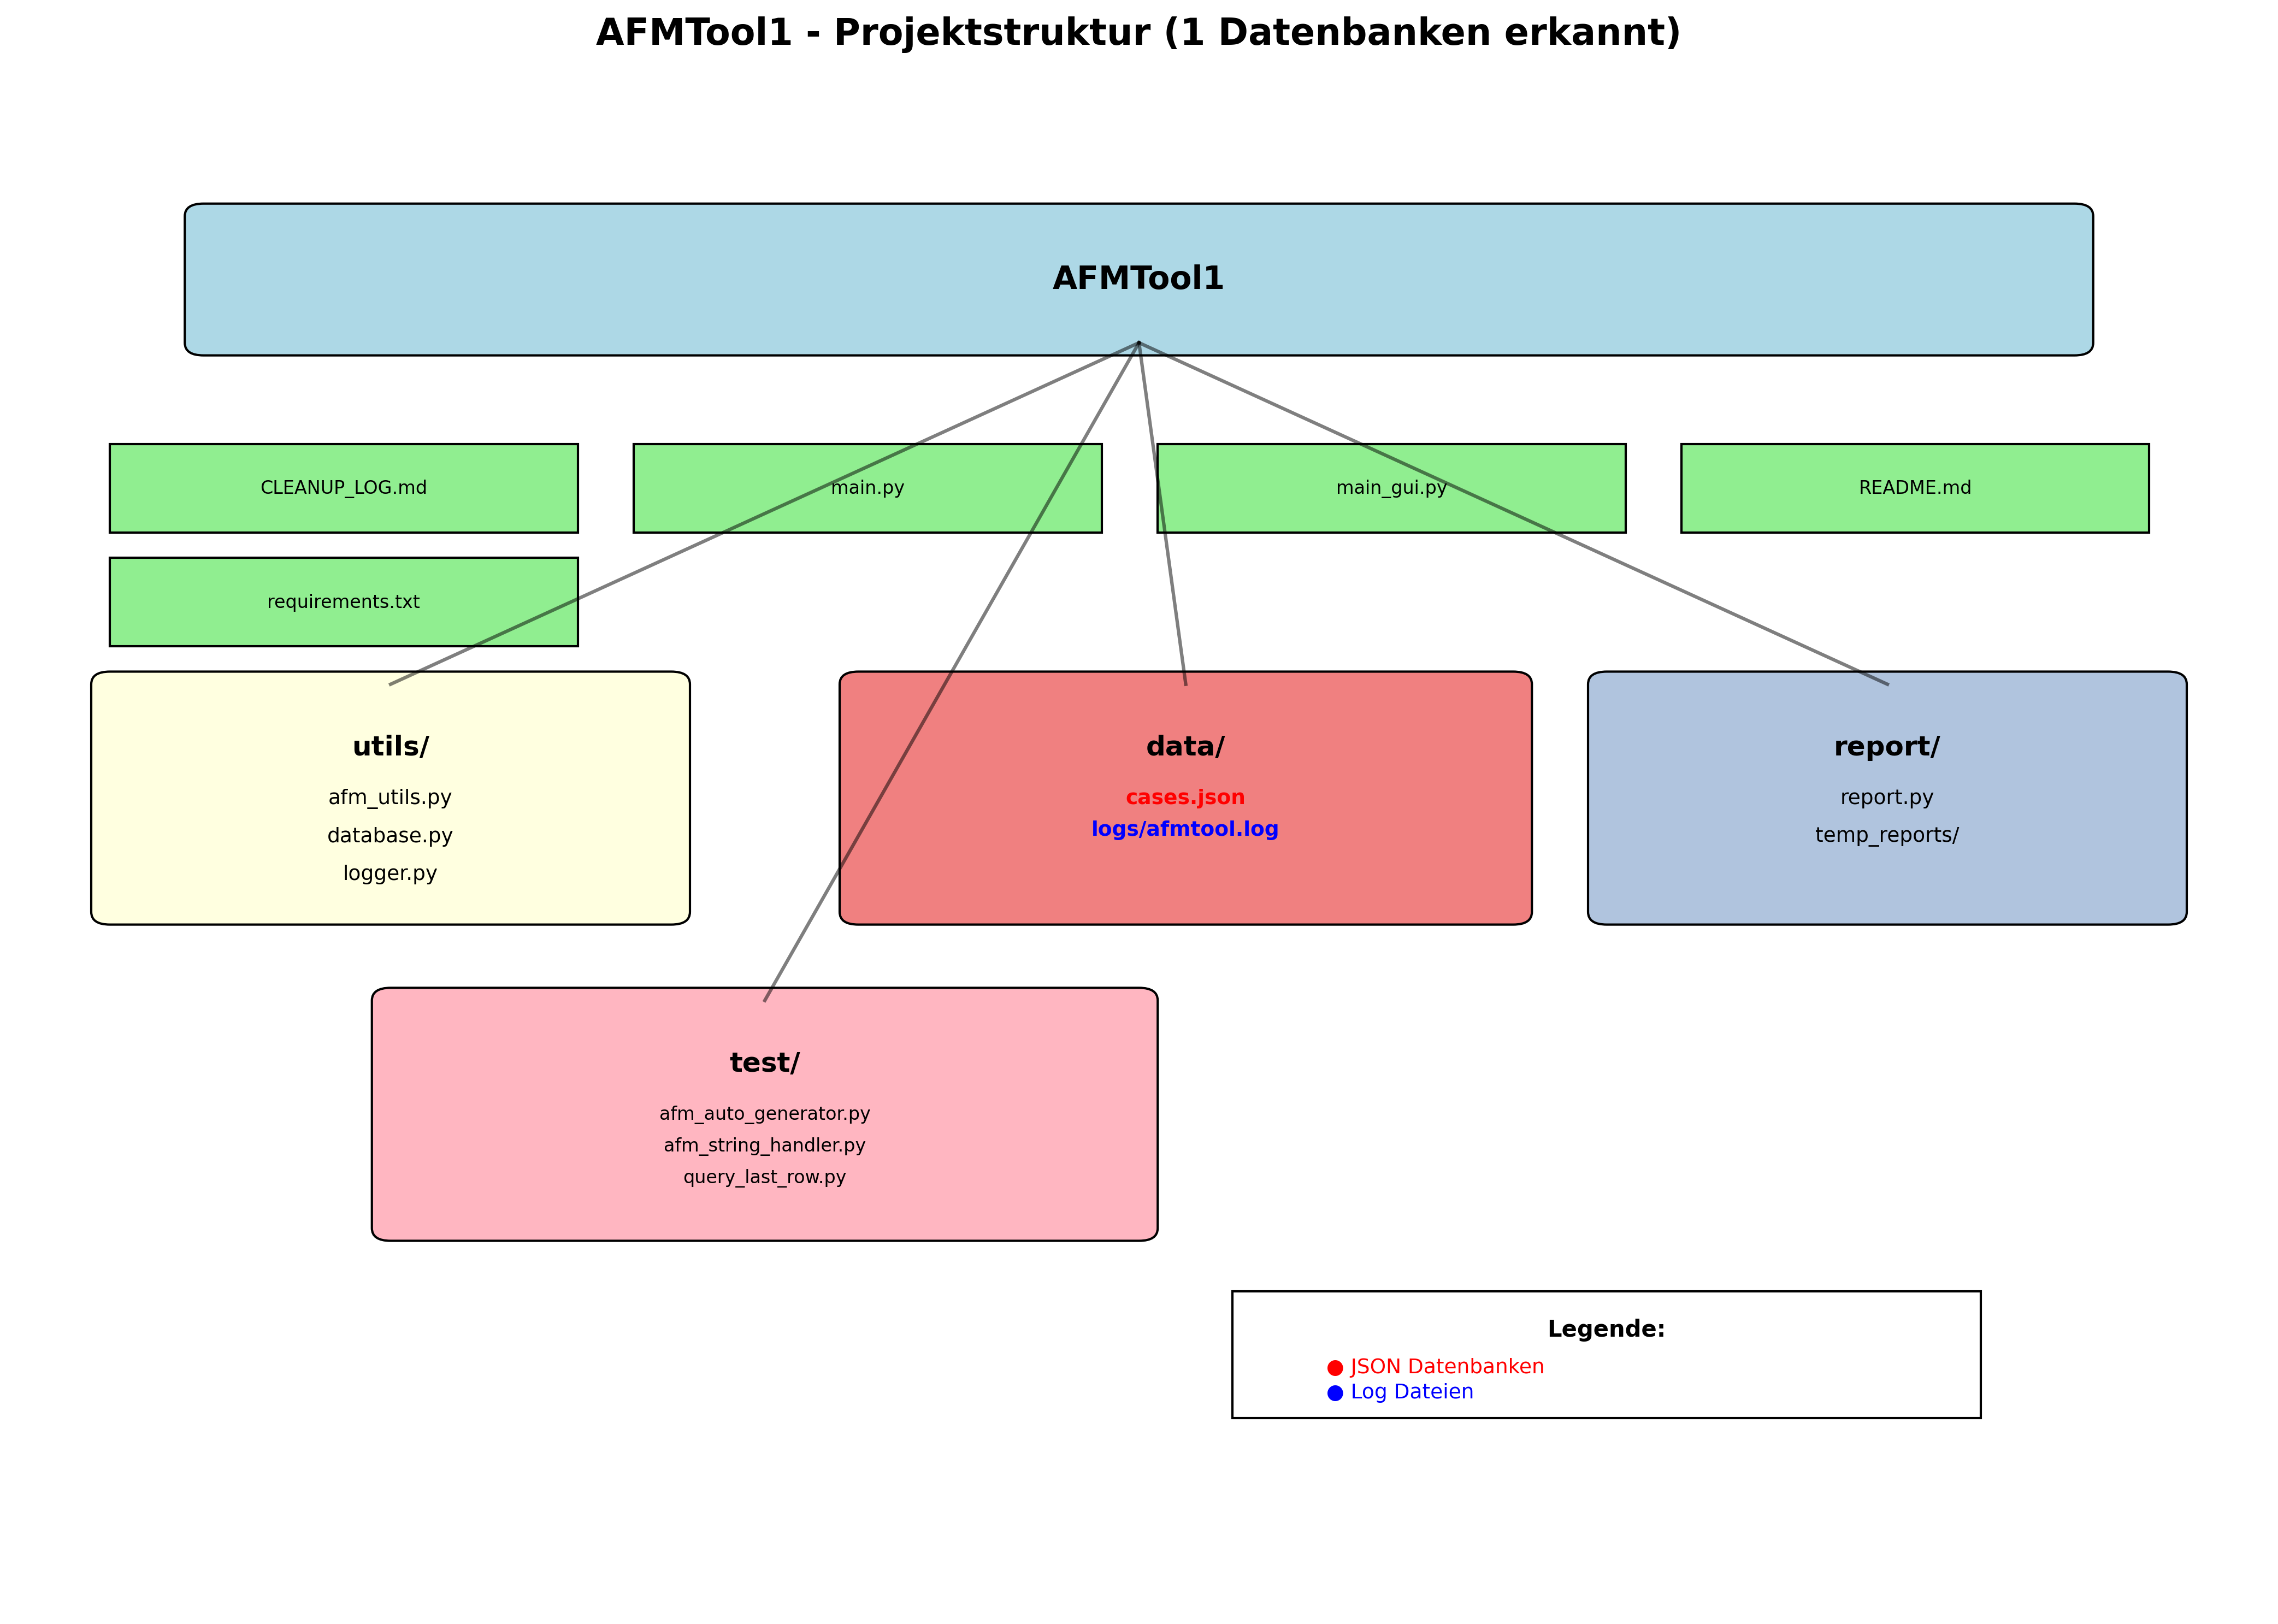 AFMTool1 - Projektstruktur (1 Datenbanken erkannt)
AFMTool1
CLEANUP_LOG.md
main.py
main_gui.py
README.md
requirements.txt
utils/
afm_utils.py
database.py
logger.py
data/
cases.json
logs/afmtool.log
report/
report.py
temp_reports/
test/
afm_auto_generator.py
afm_string_handler.py
query_last_row.py
Legende:
● JSON Datenbanken
● Log Dateien